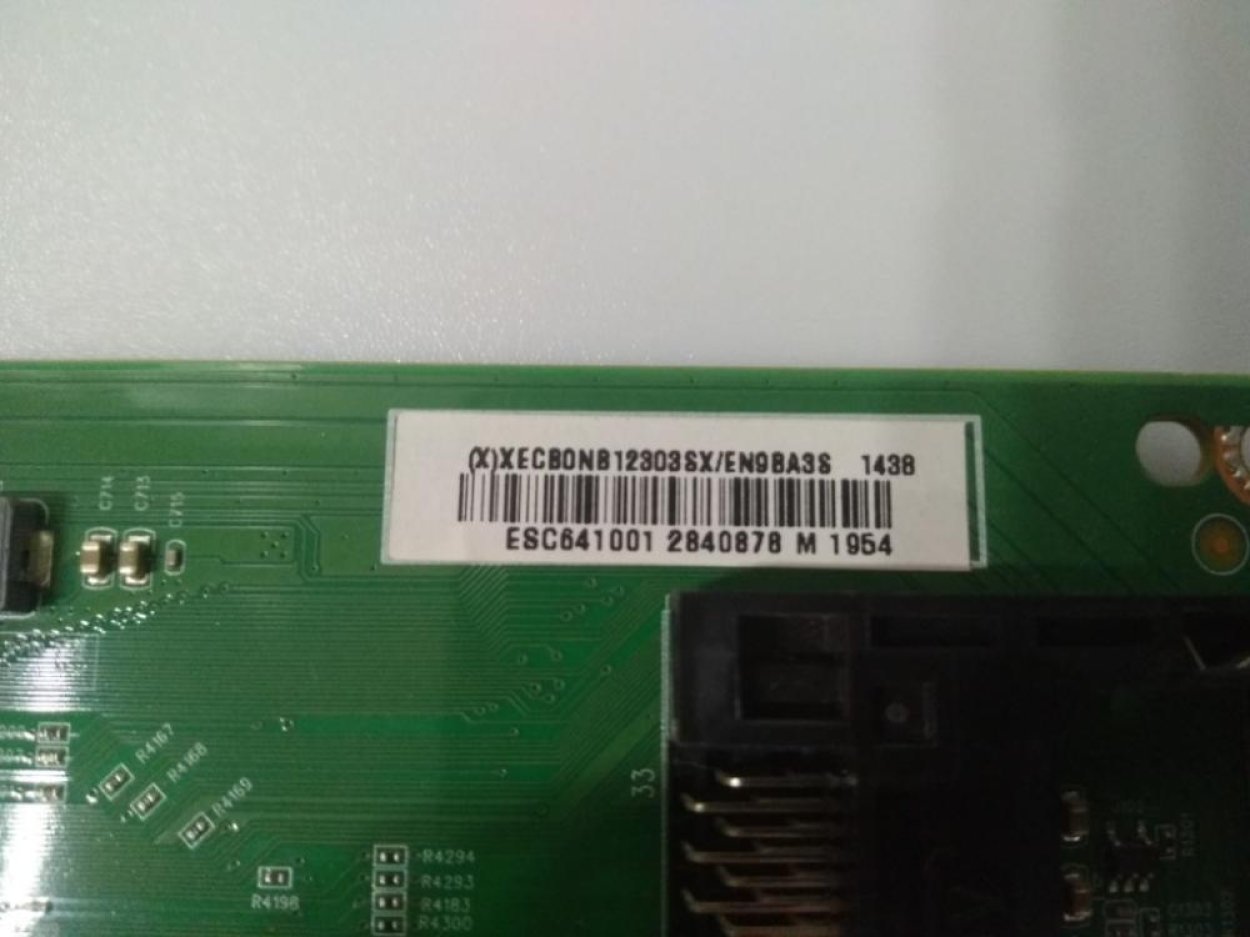 (X)XECB0NB12303SX/EN9BA3S 1438
ESC641001 2840878 M 1954
C714
C713
C715
R4167
R4168
R4169
R4198
R4294
R4293
R4183
R4300
33